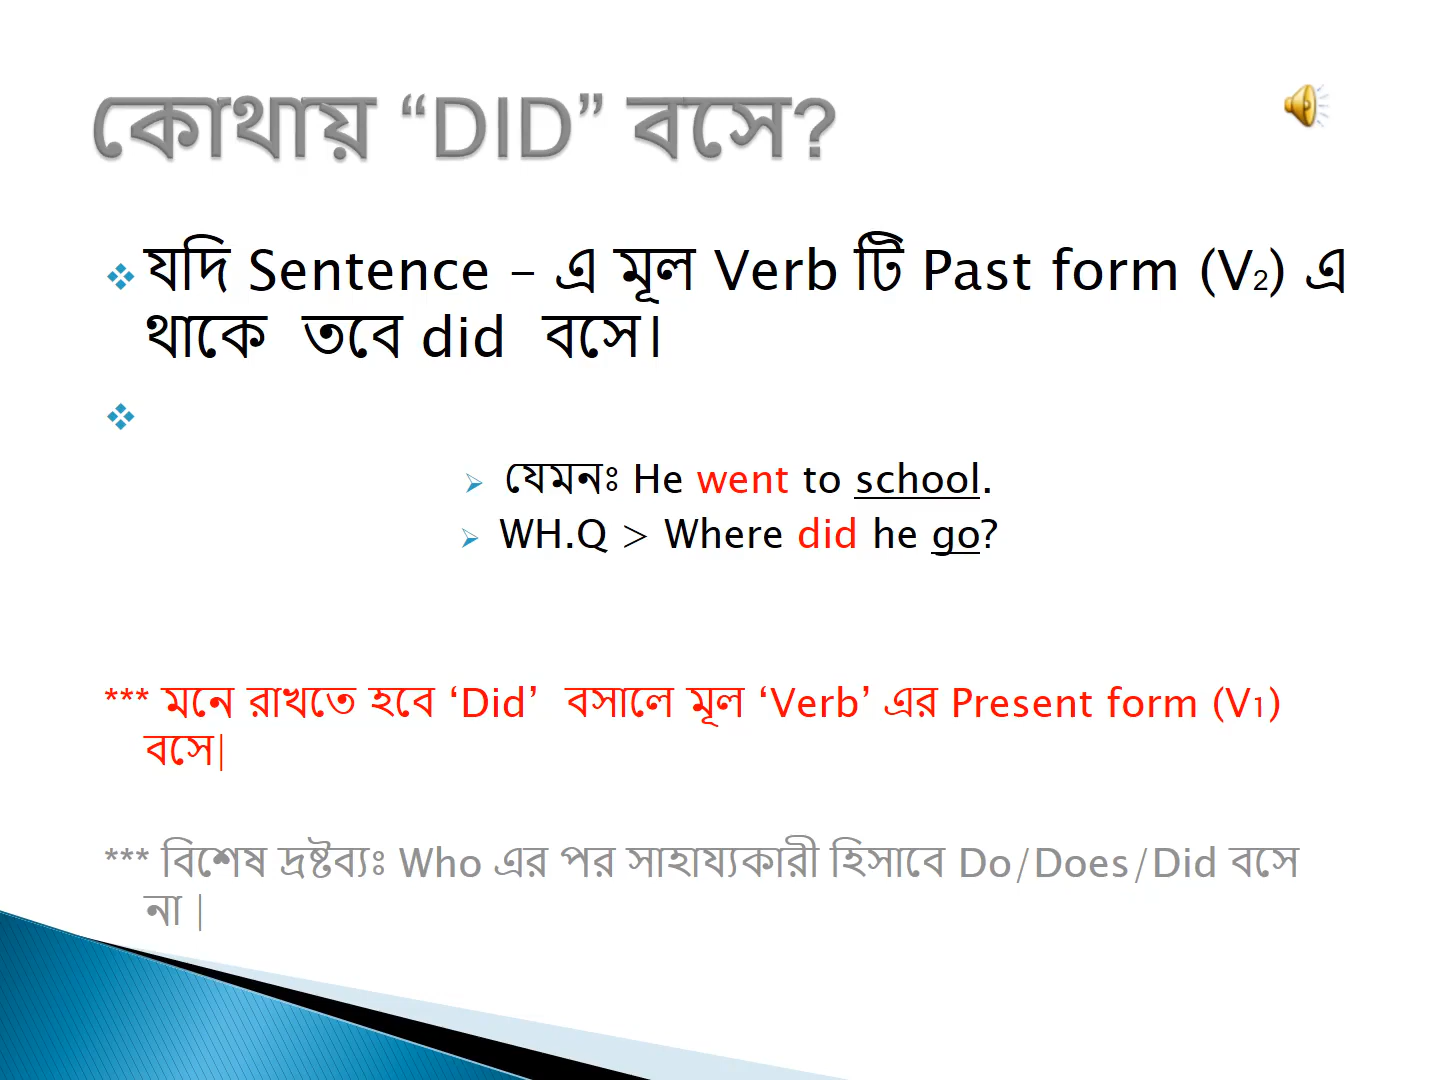 কোথায় “DID” বসে?
যদি Sentence – এ মূল Verb টি Past form (V2) এ
থাকে তবে did বসে।
যেমনঃ He went to school.
WH.Q > Where did he go?
*** মনে রাখতে হবে ‘Did’ বসালে মূল ‘Verb’ এর Present form (V1)
বসে|
*** বিশেষ দ্রষ্টব্যঃ Who এর পর সাহায্যকারী হিসাবে Do/Does/Did বসে
না |